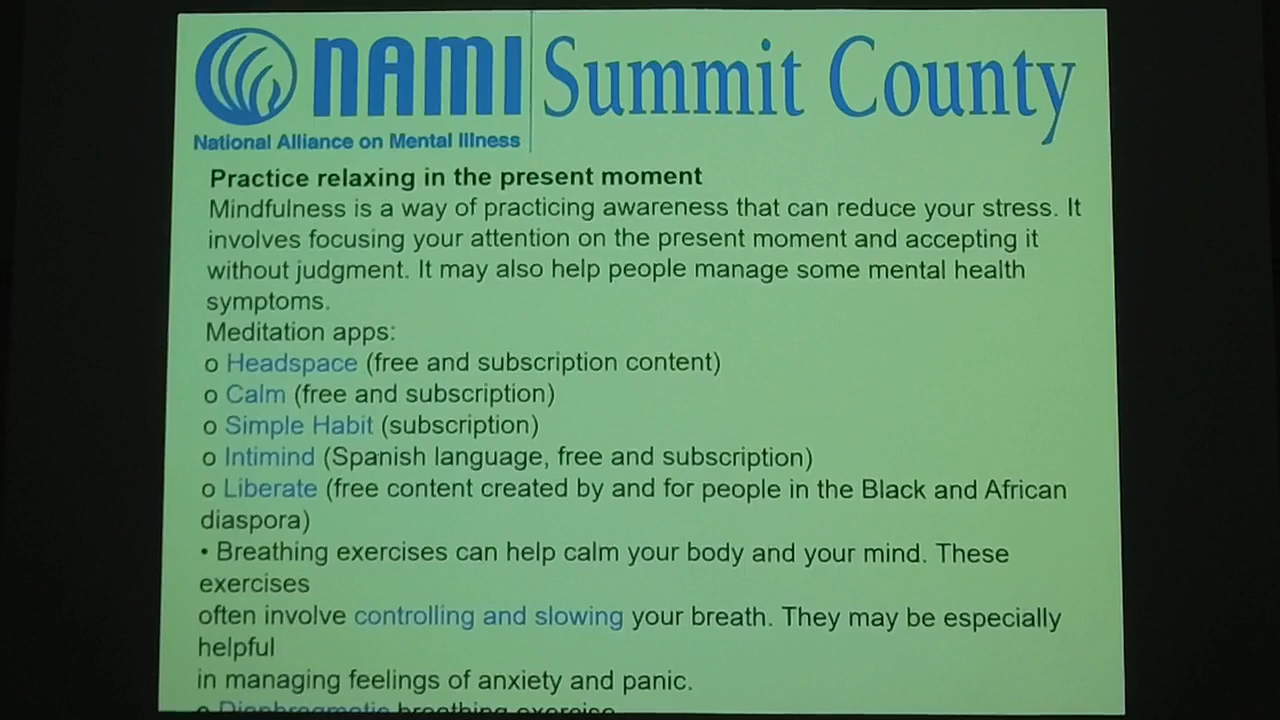 NAMI Summit County
National Alliance on Mental Illness
Practice relaxing in the present moment
Mindfulness is a way of practicing awareness that can reduce your stress. It
involves focusing your attention on the present moment and accepting it
without judgment. It may also help people manage some mental health
symptoms.
Meditation apps:
o Headspace (free and subscription content)
o Calm (free and subscription)
o Simple Habit (subscription)
o Intimind (Spanish language, free and subscription)
o Liberate (free content created by and for people in the Black and African
diaspora)
• Breathing exercises can help calm your body and your mind. These
exercises
often involve controlling and slowing your breath. They may be especially
helpful
in managing feelings of anxiety and panic.
o Diaphragmatic breathing exercise